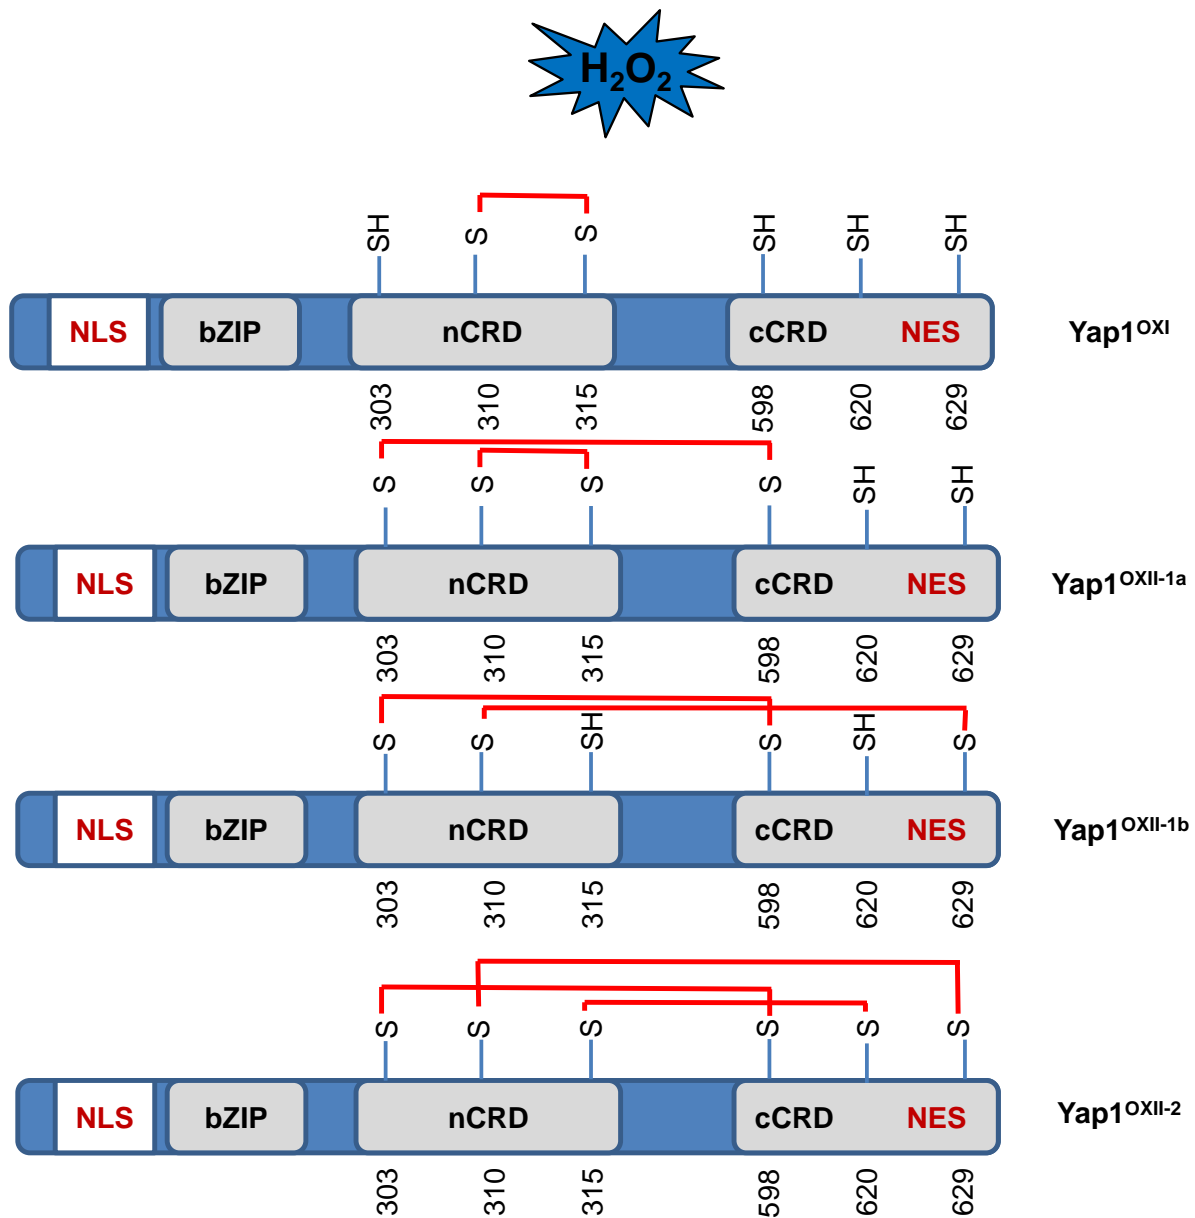 H₂O₂
SH S S SH SH SH
NLS bZIP nCRD cCRD NES Yap1ᴼˣᴵ
303 310 315 598 620 629
S S S S SH SH
NLS bZIP nCRD cCRD NES Yap1ᴼˣᴵᴵ⁻¹ᵃ
303 310 315 598 620 629
S S SH S SH S
NLS bZIP nCRD cCRD NES Yap1ᴼˣᴵᴵ⁻¹ᵇ
303 310 315 598 620 629
S S S S S S
NLS bZIP nCRD cCRD NES Yap1ᴼˣᴵᴵ⁻²
303 310 315 598 620 629